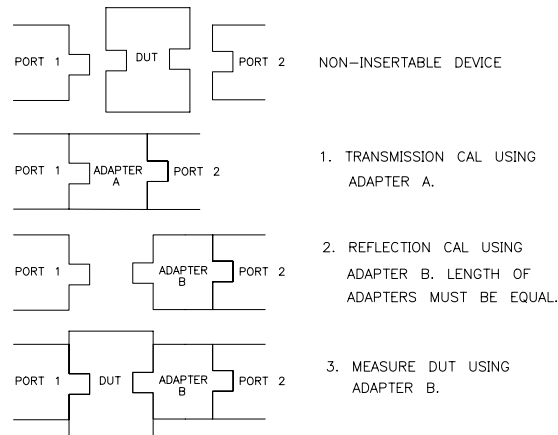 PORT 1 DUT PORT 2 NON-INSERTABLE DEVICE
PORT 1 ADAPTER A PORT 2
1. TRANSMISSION CAL USING
ADAPTER A.
PORT 1 ADAPTER B PORT 2
2. REFLECTION CAL USING
ADAPTER B. LENGTH OF
ADAPTERS MUST BE EQUAL.
PORT 1 DUT ADAPTER B PORT 2
3. MEASURE DUT USING
ADAPTER B.